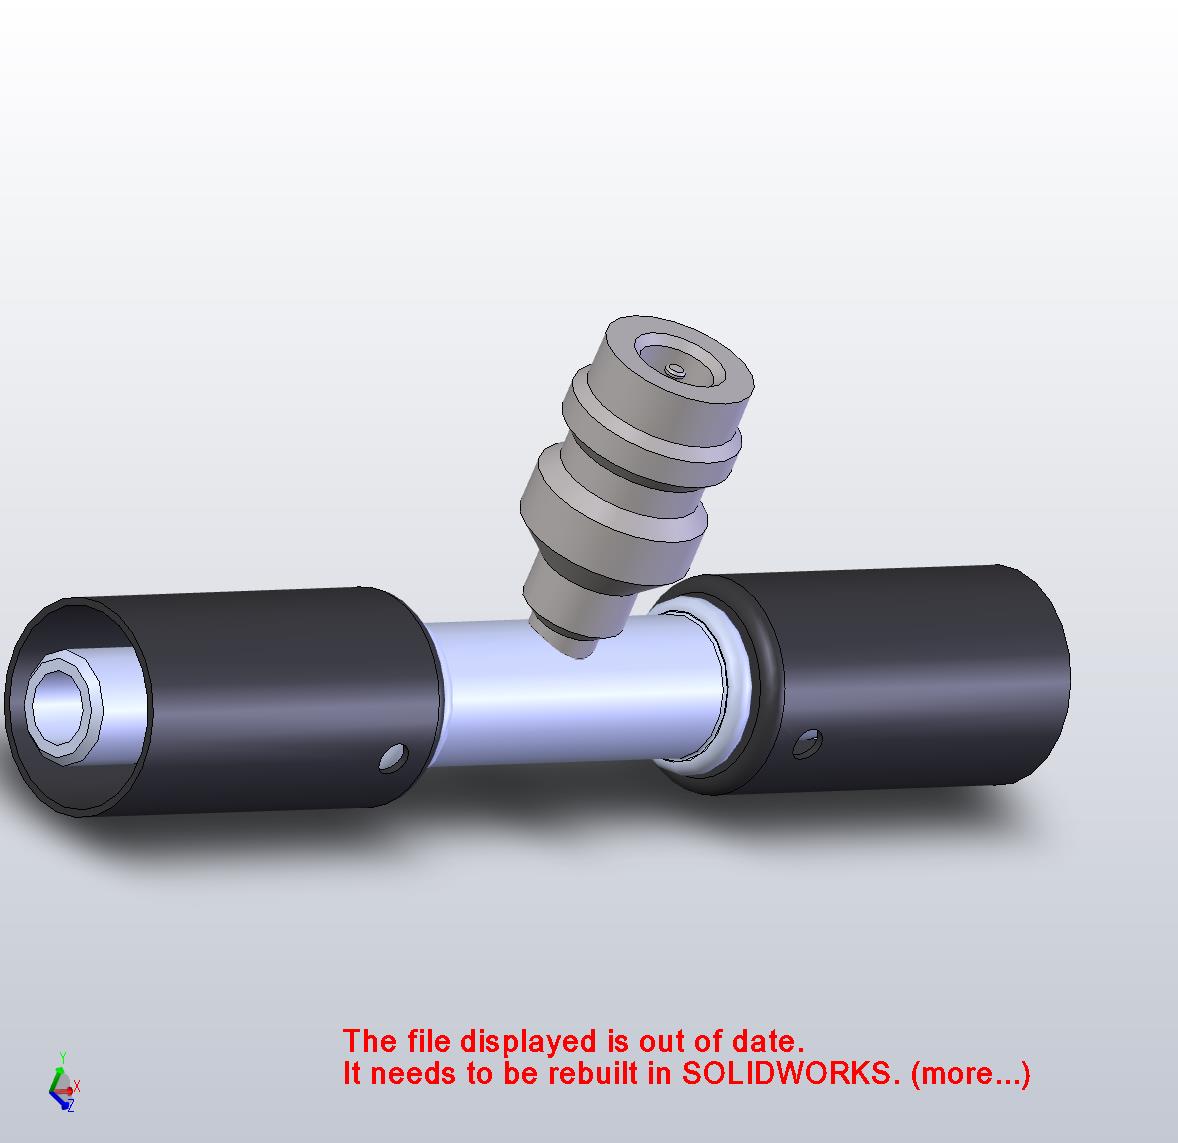 The file displayed is out of date.
It needs to be rebuilt in SOLIDWORKS. (more...)
Y
X
Z